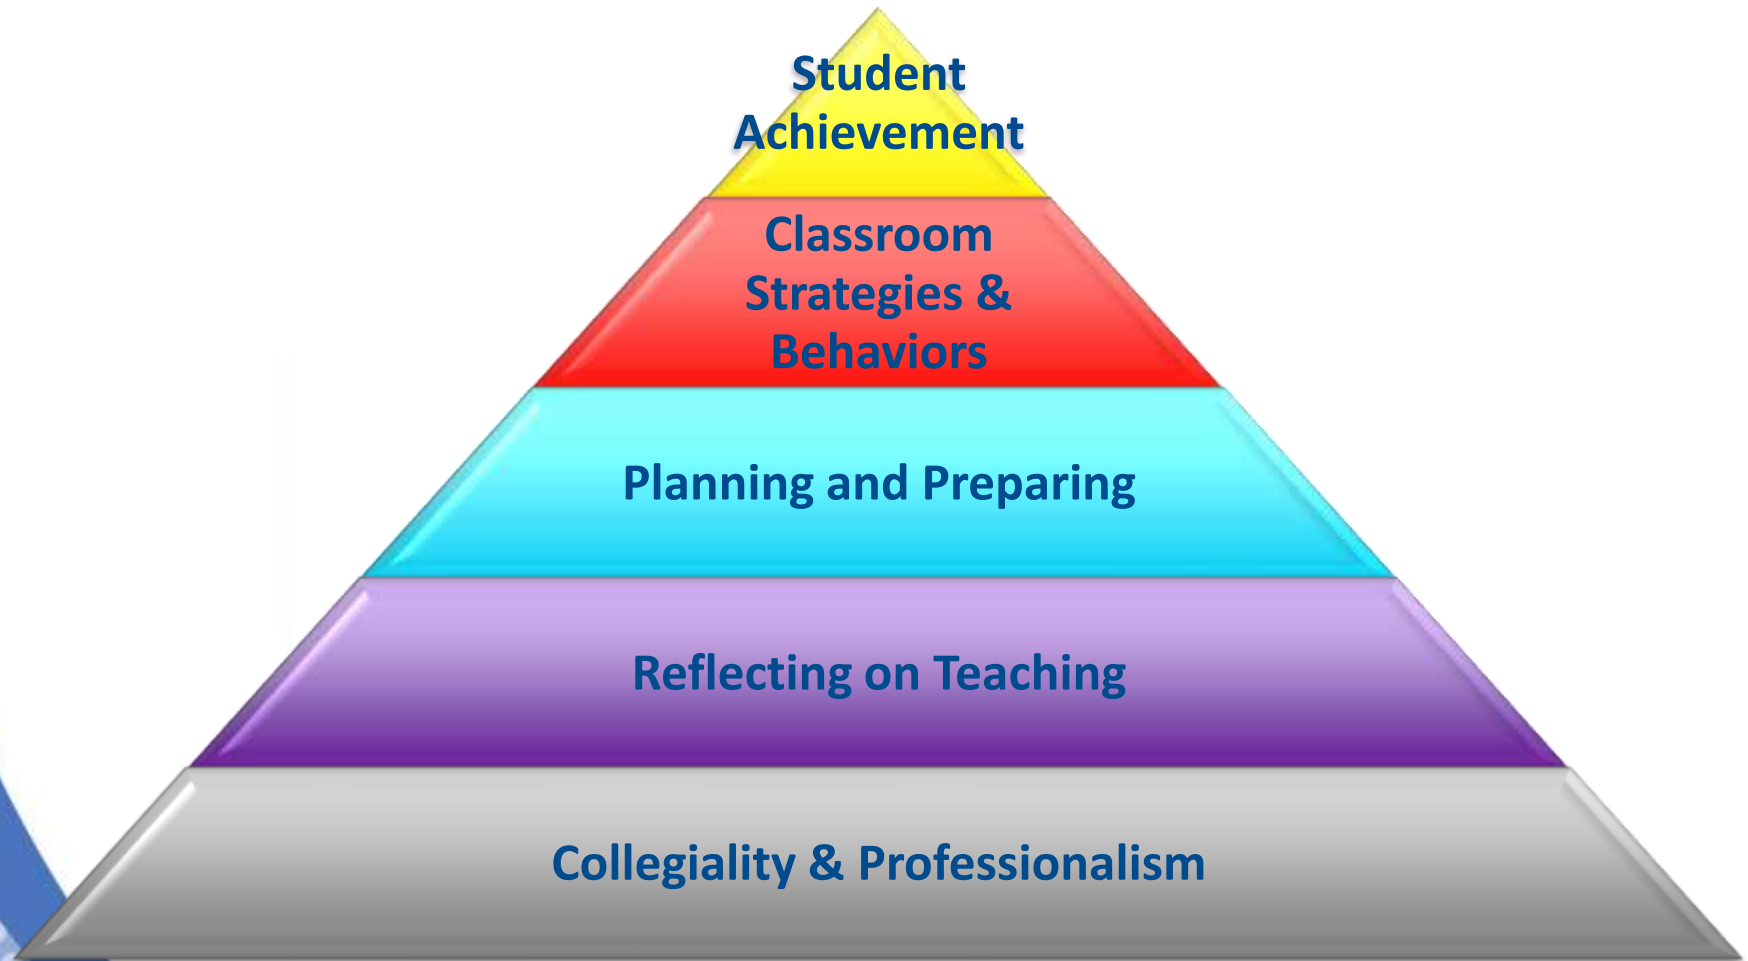 Student
Achievement
Classroom
Strategies &
Behaviors
Planning and Preparing
Reflecting on Teaching
Collegiality & Professionalism